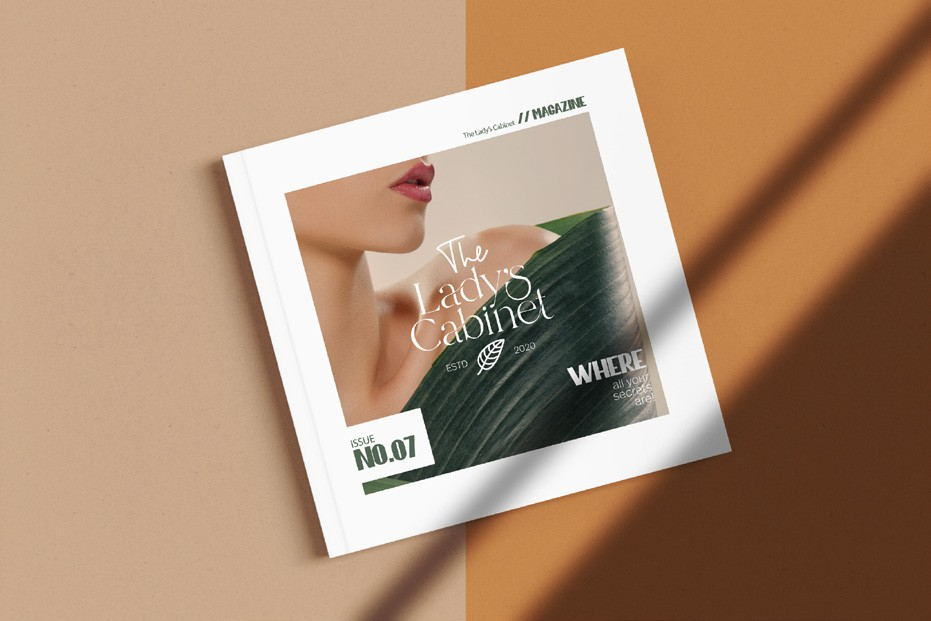 The Lady's Cabinet // MAGAZINE
The
Lady's
Cabinet
ESTD 2020
WHERE
all your
secrets
are!
ISSUE
NO.07